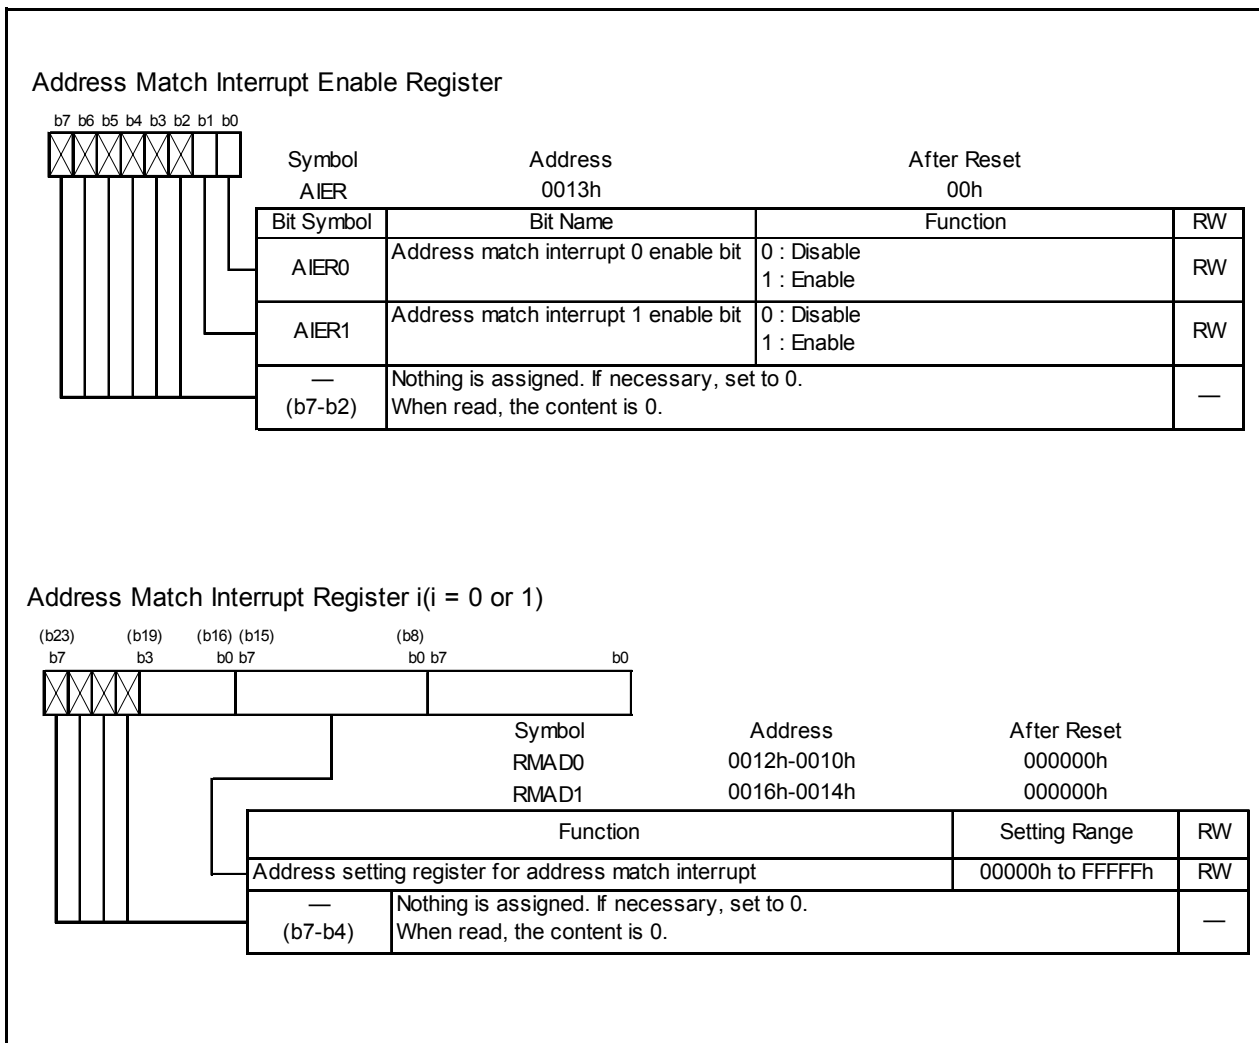 Address Match Interrupt Enable Register
b7 b6 b5 b4 b3 b2 b1 b0
Symbol Address After Reset
AIER 0013h 00h
Bit Symbol Bit Name Function RW
AIER0 Address match interrupt 0 enable bit 0 : Disable RW
1 : Enable
AIER1 Address match interrupt 1 enable bit 0 : Disable RW
1 : Enable
— Nothing is assigned. If necessary, set to 0. —
(b7-b2) When read, the content is 0.
Address Match Interrupt Register i(i = 0 or 1)
(b23) (b19) (b16) (b15) (b8)
b7 b3 b0 b7 b0 b7 b0
Symbol Address After Reset
RMAD0 0012h-0010h 000000h
RMAD1 0016h-0014h 000000h
Function Setting Range RW
Address setting register for address match interrupt 00000h to FFFFFh RW
— Nothing is assigned. If necessary, set to 0. —
(b7-b4) When read, the content is 0.